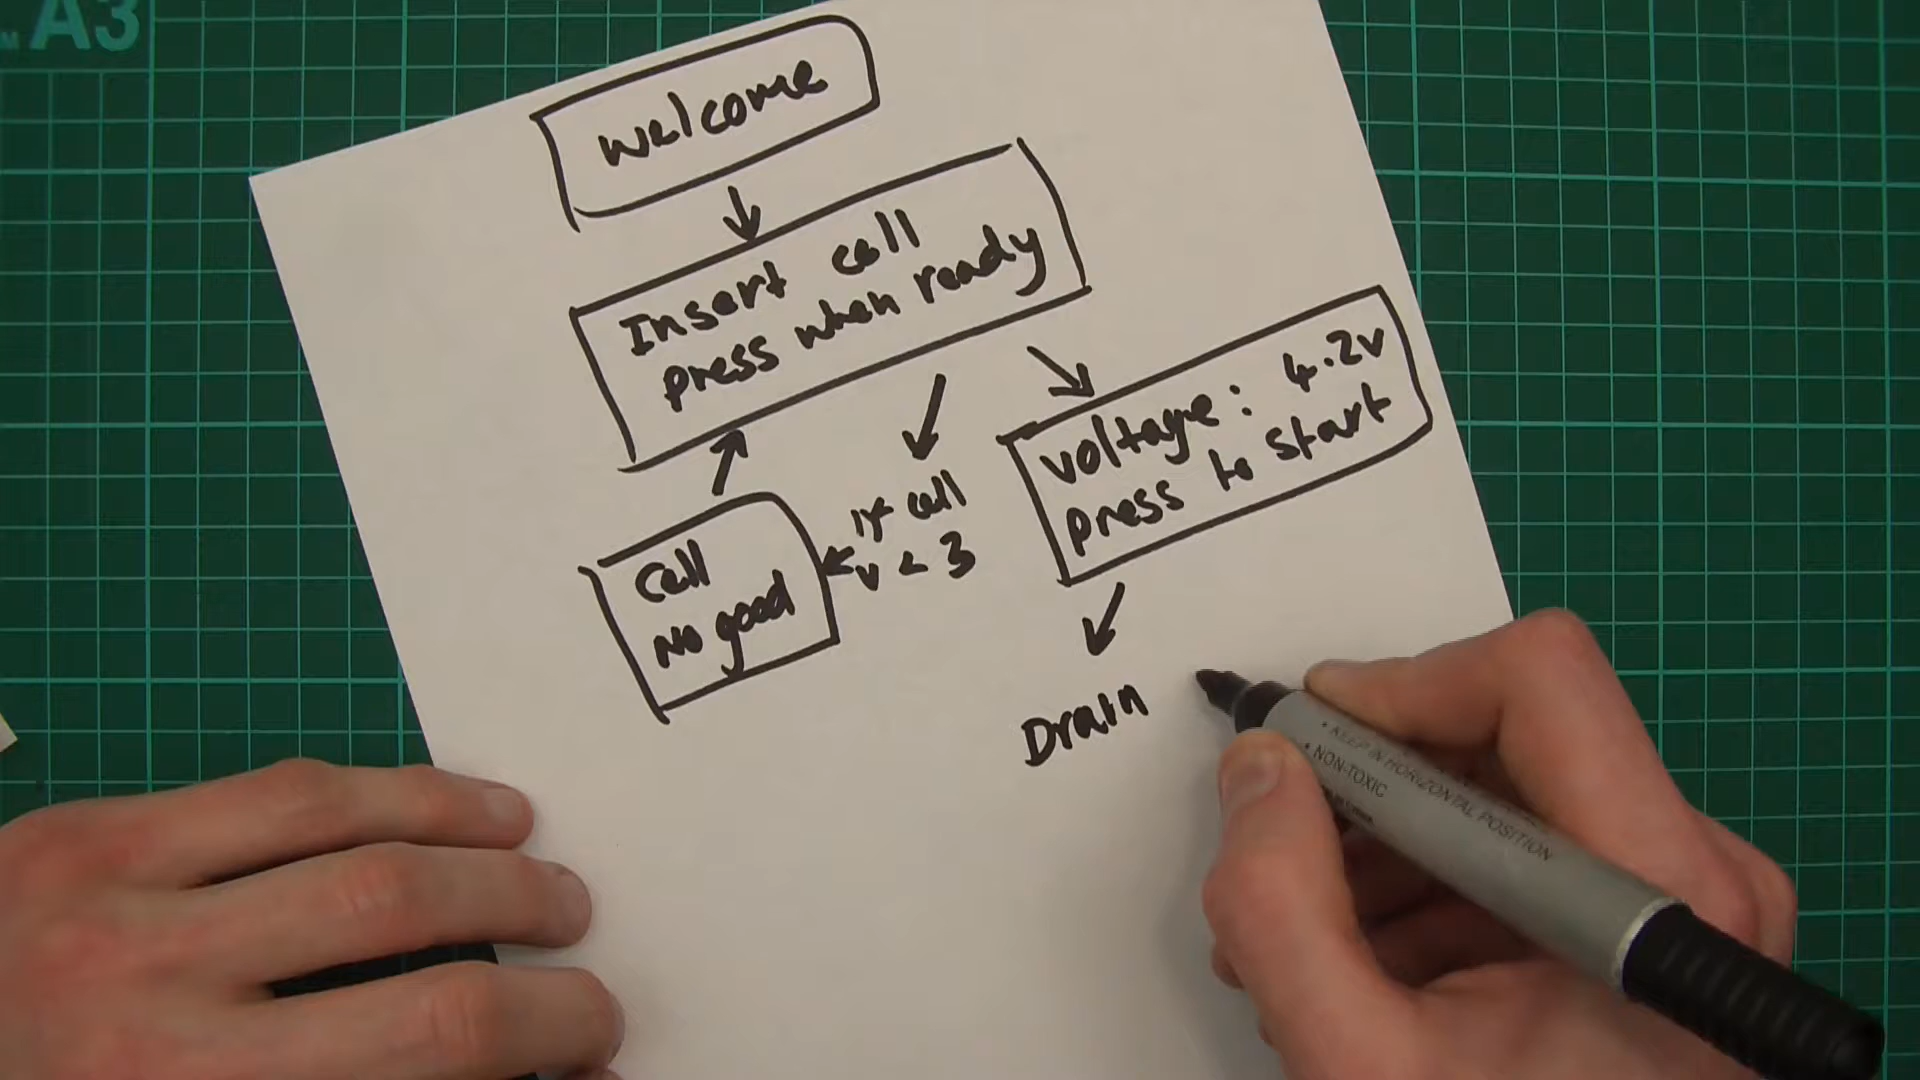 A3
welcome
Insert cell
press when ready
voltage: 4.2v
press to start
if cell
v < 3
cell
No good
Drain
• KEEP IN HORIZONTAL POSITION
• NON-TOXIC